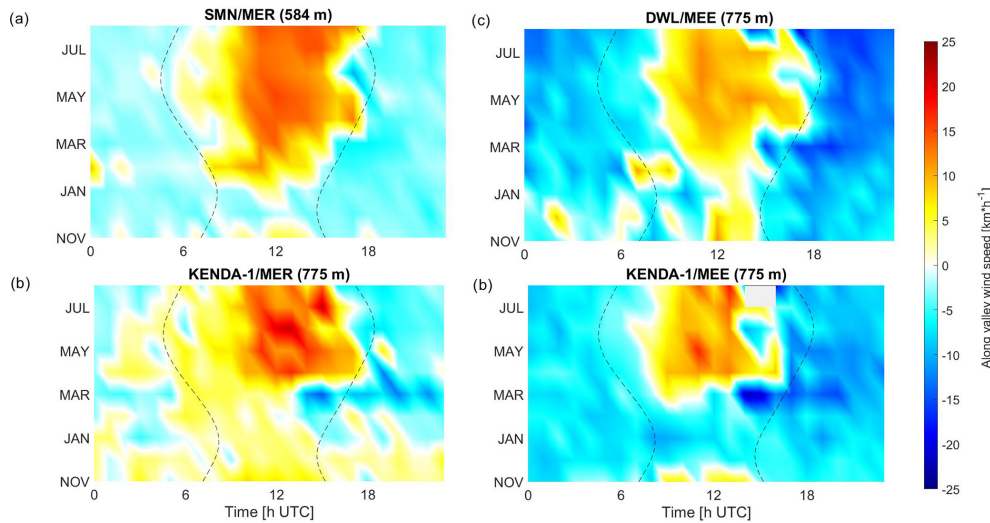 (a)
SMN/MER (584 m)
JUL
MAY
MAR
JAN
NOV
0
6
12
18
(c)
DWL/MEE (775 m)
JUL
MAY
MAR
JAN
NOV
0
6
12
18
(b)
KENDA-1/MER (775 m)
JUL
MAY
MAR
JAN
NOV
0
6
12
18
Time [h UTC]
(b)
KENDA-1/MEE (775 m)
JUL
MAY
MAR
JAN
NOV
0
6
12
18
Time [h UTC]
25
20
15
10
5
0
-5
-10
-15
-20
-25
Along valley wind speed [km*h⁻¹]